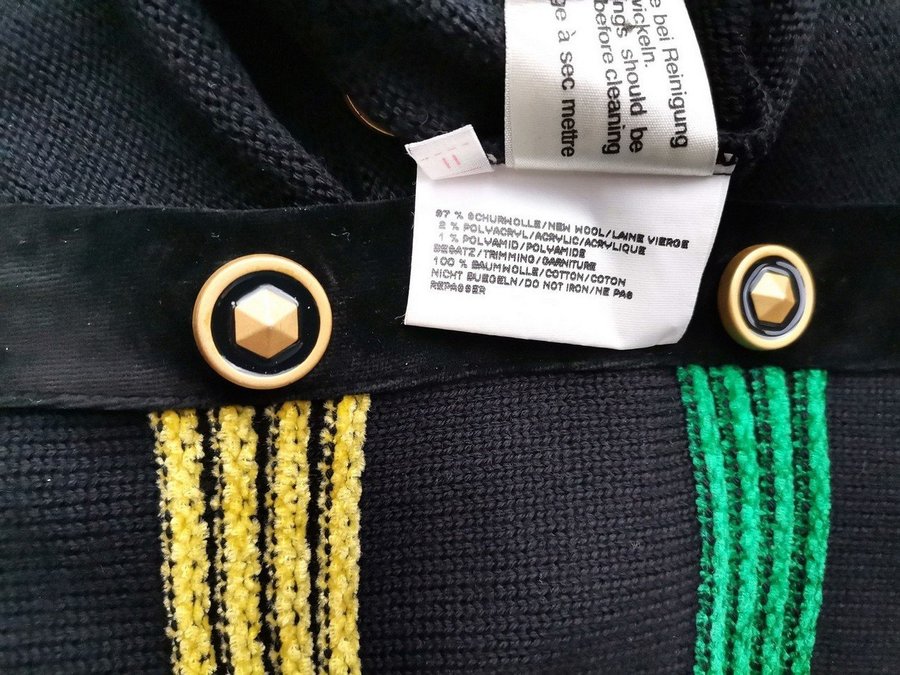 e bei Reinigung
wickeln.
ngs should be
before cleaning
ge à sec mettre
11
97 % SCHURWOLLE/NEW WOOL/LAINE VIERGE
2 % POLYACRYL/ACRYLIC/ACRYLIQUE
1 % POLYAMID/POLYAMIDE
BESATZ/TRIMMING/GARNITURE
100 % BAUMWOLLE/COTTON/COTON
NICHT BUEGELN/DO NOT IRON/NE PAS
REPASSER